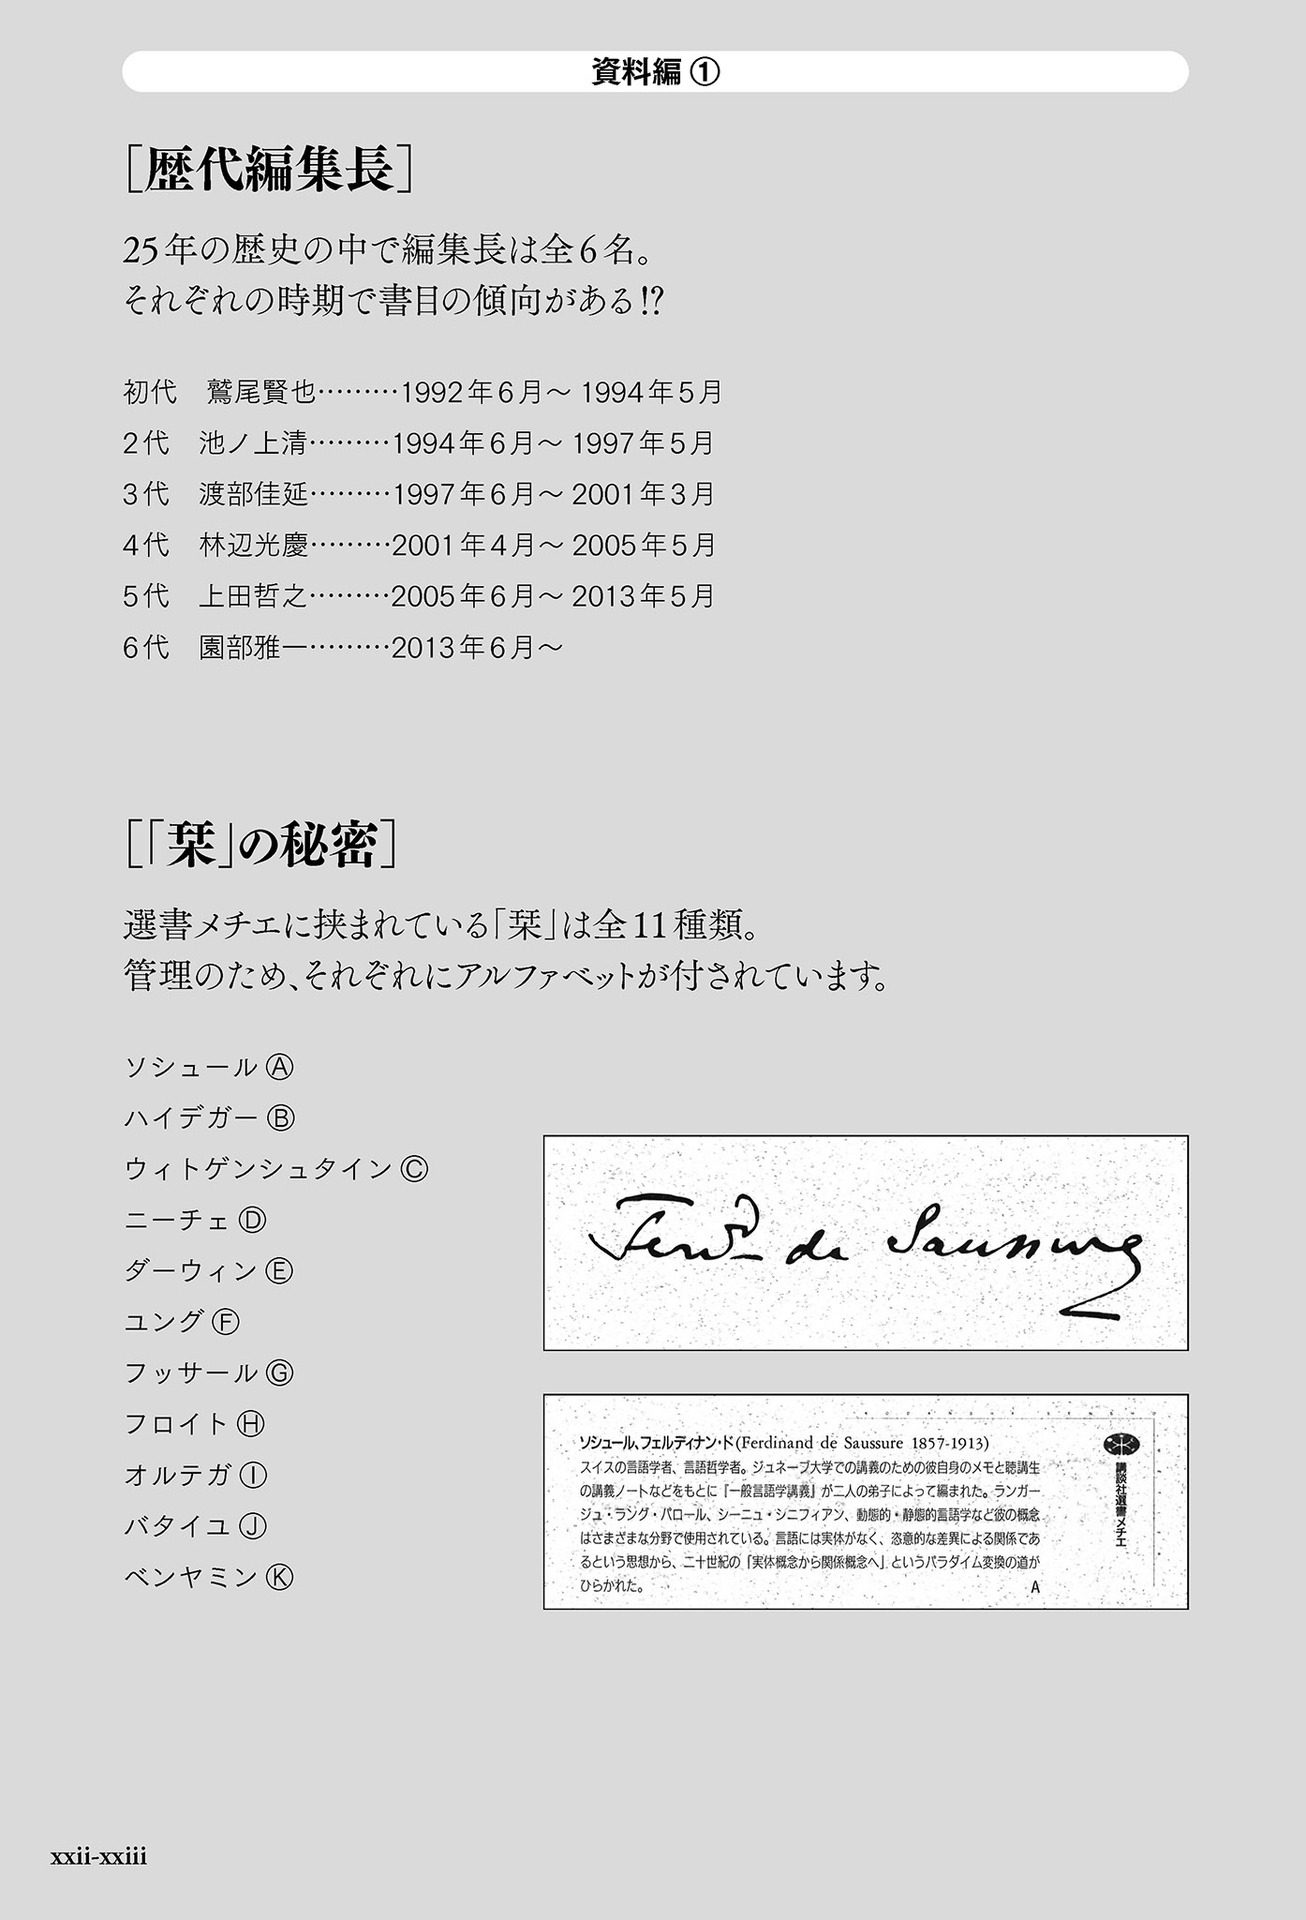 資料編①
［歴代編集長］
25年の歴史の中で編集長は全6名。
それぞれの時期で書目の傾向がある!?
初代　鷲尾賢也………1992年6月～1994年5月
2代　池ノ上清………1994年6月～1997年5月
3代　渡部佳延………1997年6月～2001年3月
4代　林辺光慶………2001年4月～2005年5月
5代　上田哲之………2005年6月～2013年5月
6代　園部雅一………2013年6月～
［「栞」の秘密］
選書メチエに挟まれている「栞」は全11種類。
管理のため、それぞれにアルファベットが付されています。
ソシュールⒶ
ハイデガーⒷ
ウィトゲンシュタインⒸ
ニーチェⒹ
ダーウィンⒺ
ユングⒻ
フッサールⒼ
フロイトⒽ
オルテガⒾ
バタイユⒿ
ベンヤミンⓀ
Ferd de Saussure
ソシュール、フェルディナン・ド(Ferdinand de Saussure 1857-1913)
スイスの言語学者、言語哲学者。ジュネーブ大学での講義のための彼自身のメモと聴講生
の講義ノートなどをもとに『一般言語学講義』が二人の弟子によって編まれた。ランガー
ジュ・ラング・パロール、シーニュ・シニフィアン、動態的・静態的言語学など彼の概念
はさまざまな分野で使用されている。言語には実体がなく、恣意的な差異による関係であ
るという思想から、二十世紀の「実体概念から関係概念へ」というパラダイム変換の道が
ひらかれた。
A
講談社選書メチエ
xxii-xxiii